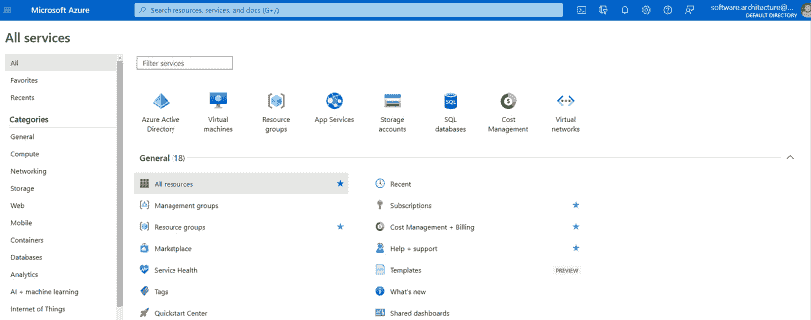 Microsoft Azure
Search resources, services, and docs (G+/)
software.architecture@...
DEFAULT DIRECTORY
All services
All
Favorites
Recents
Categories
General
Compute
Networking
Storage
Web
Mobile
Containers
Databases
Analytics
AI + machine learning
Internet of Things
Filter services
Azure Active
Directory
Virtual
machines
Resource
groups
App Services
Storage
accounts
SQL
SQL
databases
Cost
Management
Virtual
networks
General (18)
All resources
Recent
Management groups
Subscriptions
Resource groups
Cost Management + Billing
Marketplace
Help + support
Service Health
Templates
PREVIEW
Tags
What's new
Quickstart Center
Shared dashboards